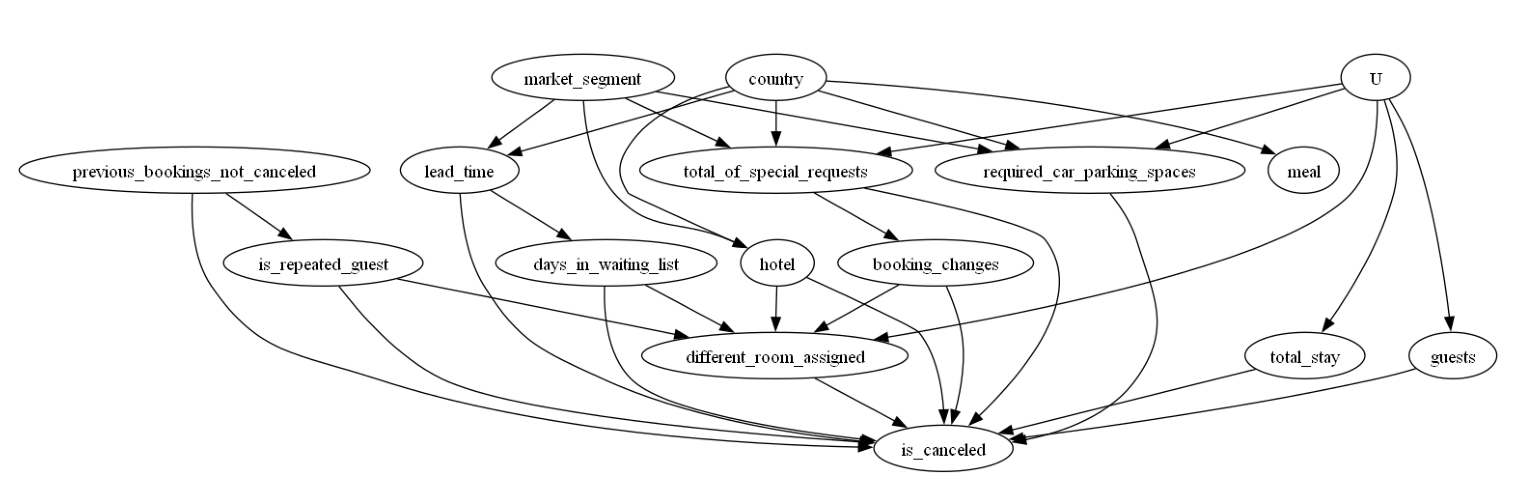 market_segment
country
U
previous_bookings_not_canceled
lead_time
total_of_special_requests
required_car_parking_spaces
meal
is_repeated_guest
days_in_waiting_list
hotel
booking_changes
different_room_assigned
total_stay
guests
is_canceled